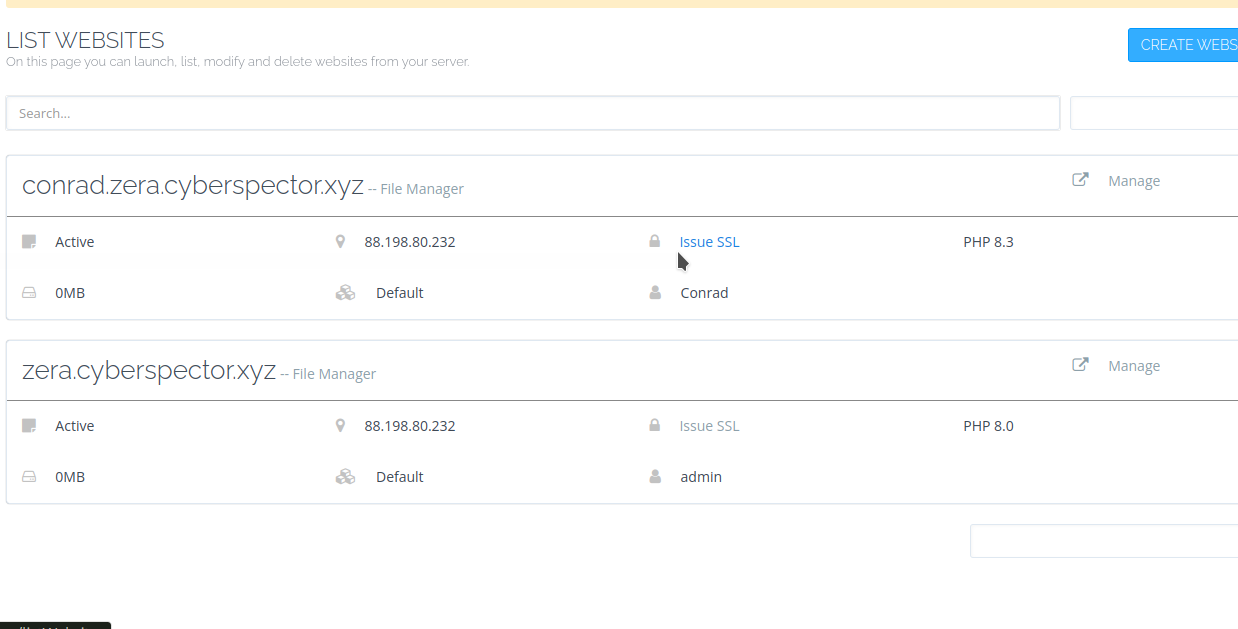 LIST WEBSITES
On this page you can launch, list, modify and delete websites from your server.
CREATE WEBS
Search...
conrad.zera.cyberspector.xyz -- File Manager
Manage
Active 88.198.80.232 Issue SSL PHP 8.3
0MB Default Conrad
zera.cyberspector.xyz -- File Manager
Manage
Active 88.198.80.232 Issue SSL PHP 8.0
0MB Default admin